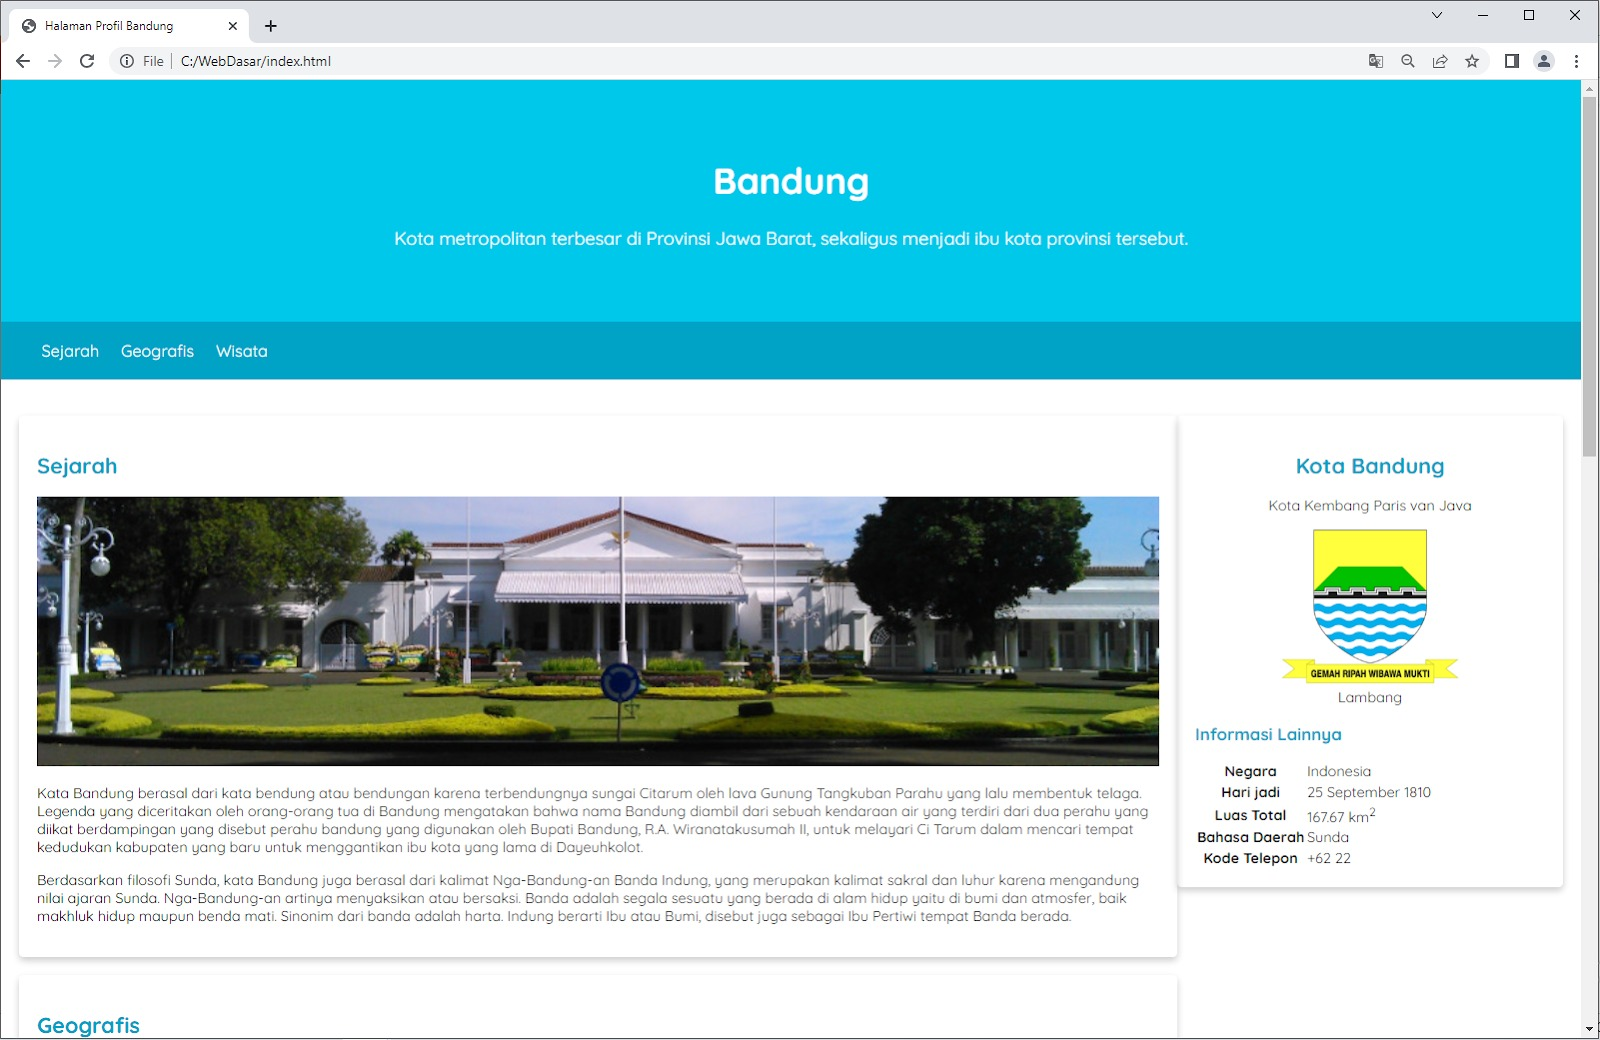 Halaman Profil Bandung
File
C:/WebDasar/index.html
Bandung
Kota metropolitan terbesar di Provinsi Jawa Barat, sekaligus menjadi ibu kota provinsi tersebut.
Sejarah Geografis Wisata
Sejarah
Kata Bandung berasal dari kata bendung atau bendungan karena terbendungnya sungai Citarum oleh lava Gunung Tangkuban Parahu yang lalu membentuk telaga.
Legenda yang diceritakan oleh orang-orang tua di Bandung mengatakan bahwa nama Bandung diambil dari sebuah kendaraan air yang terdiri dari dua perahu yang
diikat berdampingan yang disebut perahu bandung yang digunakan oleh Bupati Bandung, R.A. Wiranatakusumah II, untuk melayari Ci Tarum dalam mencari tempat
kedudukan kabupaten yang baru untuk menggantikan ibu kota yang lama di Dayeuhkolot.
Berdasarkan filosofi Sunda, kata Bandung juga berasal dari kalimat Nga-Bandung-an Banda Indung, yang merupakan kalimat sakral dan luhur karena mengandung
nilai ajaran Sunda. Nga-Bandung-an artinya menyaksikan atau bersaksi. Banda adalah segala sesuatu yang berada di alam hidup yaitu di bumi dan atmosfer, baik
makhluk hidup maupun benda mati. Sinonim dari banda adalah harta. Indung berarti Ibu atau Bumi, disebut juga sebagai Ibu Pertiwi tempat Banda berada.
Geografis
Kota Bandung
Kota Kembang Paris van Java
GEMAH RIPAH WIBAWA MUKTI
Lambang
Informasi Lainnya
Negara Indonesia
Hari jadi 25 September 1810
Luas Total 167.67 km²
Bahasa Daerah Sunda
Kode Telepon +62 22